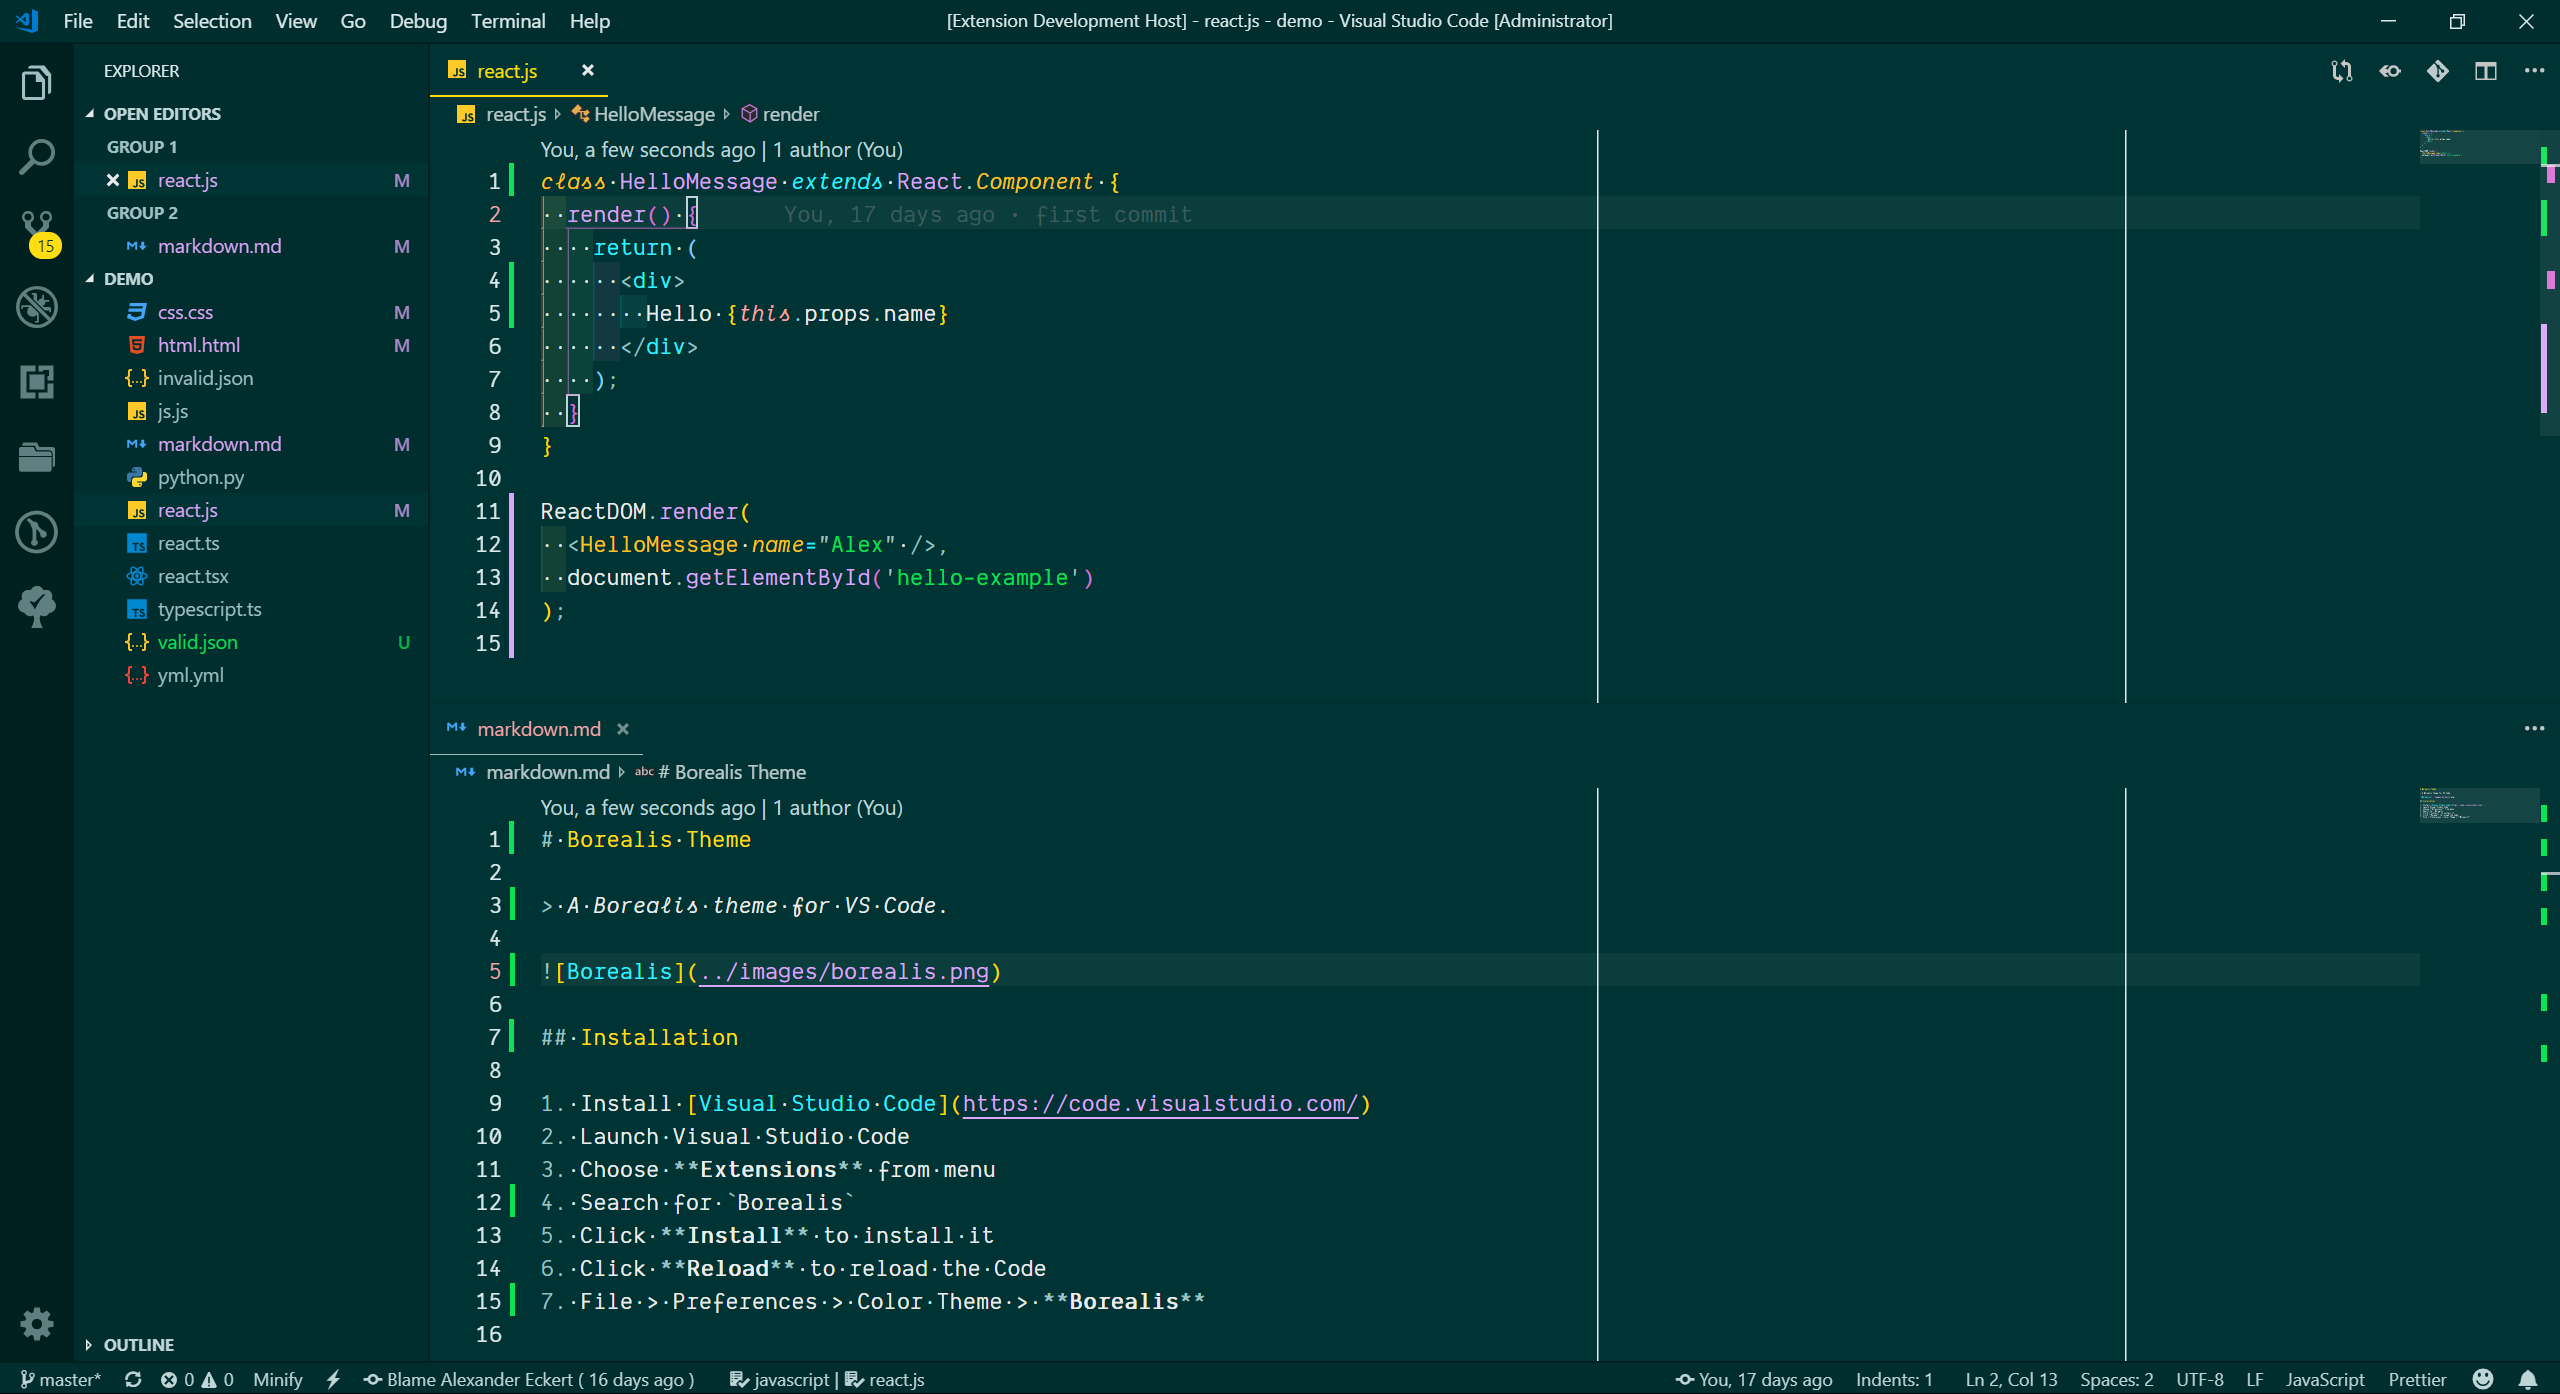 File Edit Selection View Go Debug Terminal Help
[Extension Development Host] - react.js - demo - Visual Studio Code [Administrator]
EXPLORER
OPEN EDITORS
GROUP 1
react.js M
GROUP 2
markdown.md M
DEMO
css.css M
html.html M
invalid.json
js.js
markdown.md M
python.py
react.js M
react.ts
react.tsx
typescript.ts
valid.json U
yml.yml
OUTLINE
15
react.js
react.js HelloMessage render
You, a few seconds ago | 1 author (You)
1 class·HelloMessage·extends·React.Component·{
2 ··render()·{ You, 17 days ago • first commit
3 ····return·(
4 ······<div>
5 ········Hello·{this.props.name}
6 ······</div>
7 ····);
8 ··}
9 }
10
11 ReactDOM.render(
12 ··<HelloMessage·name="Alex"·/>,
13 ··document.getElementById('hello-example')
14 );
15
markdown.md
markdown.md abc # Borealis Theme
You, a few seconds ago | 1 author (You)
1 #·Borealis·Theme
2
3 >·A·Borealis·theme·for·VS·Code.
4
5 ![Borealis](../images/borealis.png)
6
7 ##·Installation
8
9 1.·Install·[Visual·Studio·Code](https://code.visualstudio.com/)
10 2.·Launch·Visual·Studio·Code
11 3.·Choose·**Extensions**·from·menu
12 4.·Search·for·`Borealis`
13 5.·Click·**Install**·to·install·it
14 6.·Click·**Reload**·to·reload·the·Code
15 7.·File·>·Preferences·>·Color·Theme·>·**Borealis**
16
master* 0 0 Minify Blame Alexander Eckert ( 16 days ago ) javascript | react.js You, 17 days ago Indents: 1 Ln 2, Col 13 Spaces: 2 UTF-8 LF JavaScript Prettier